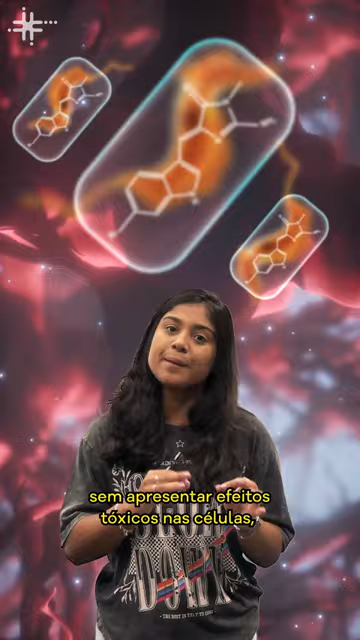 sem apresentar efeitos
tóxicos nas células,